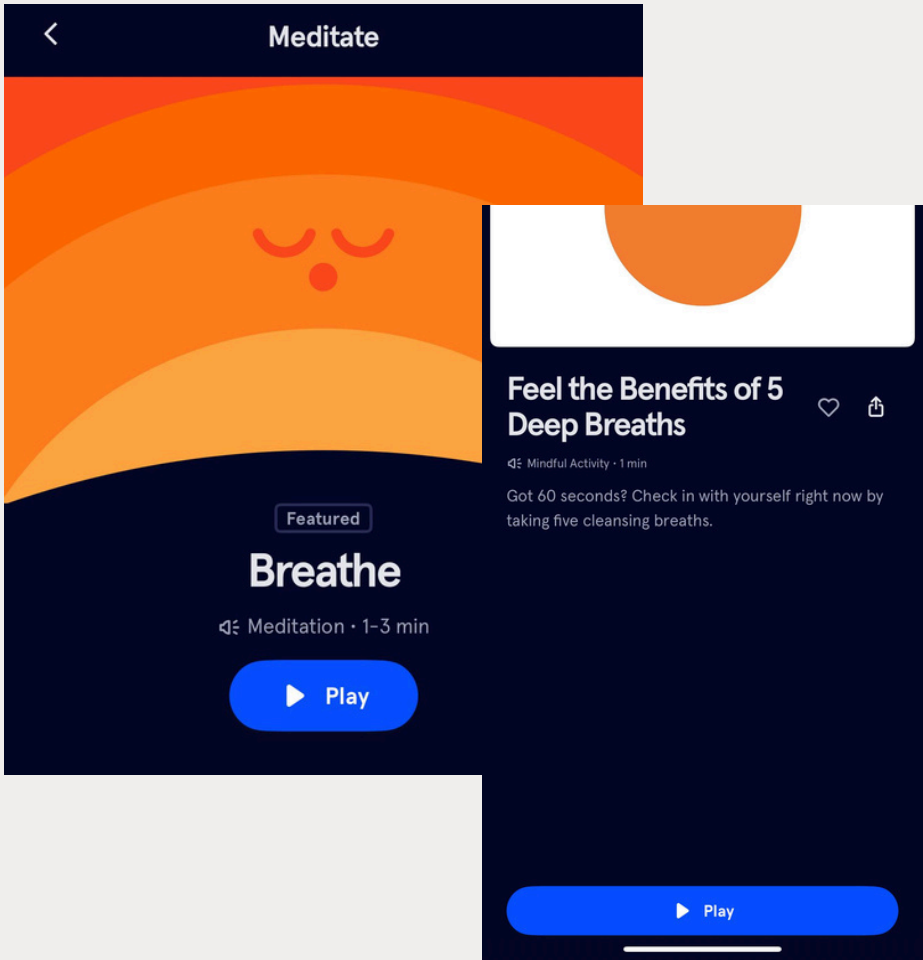 Meditate
Featured
Breathe
Meditation • 1-3 min
Play
Feel the Benefits of 5
Deep Breaths
Mindful Activity • 1 min
Got 60 seconds? Check in with yourself right now by
taking five cleansing breaths.
Play